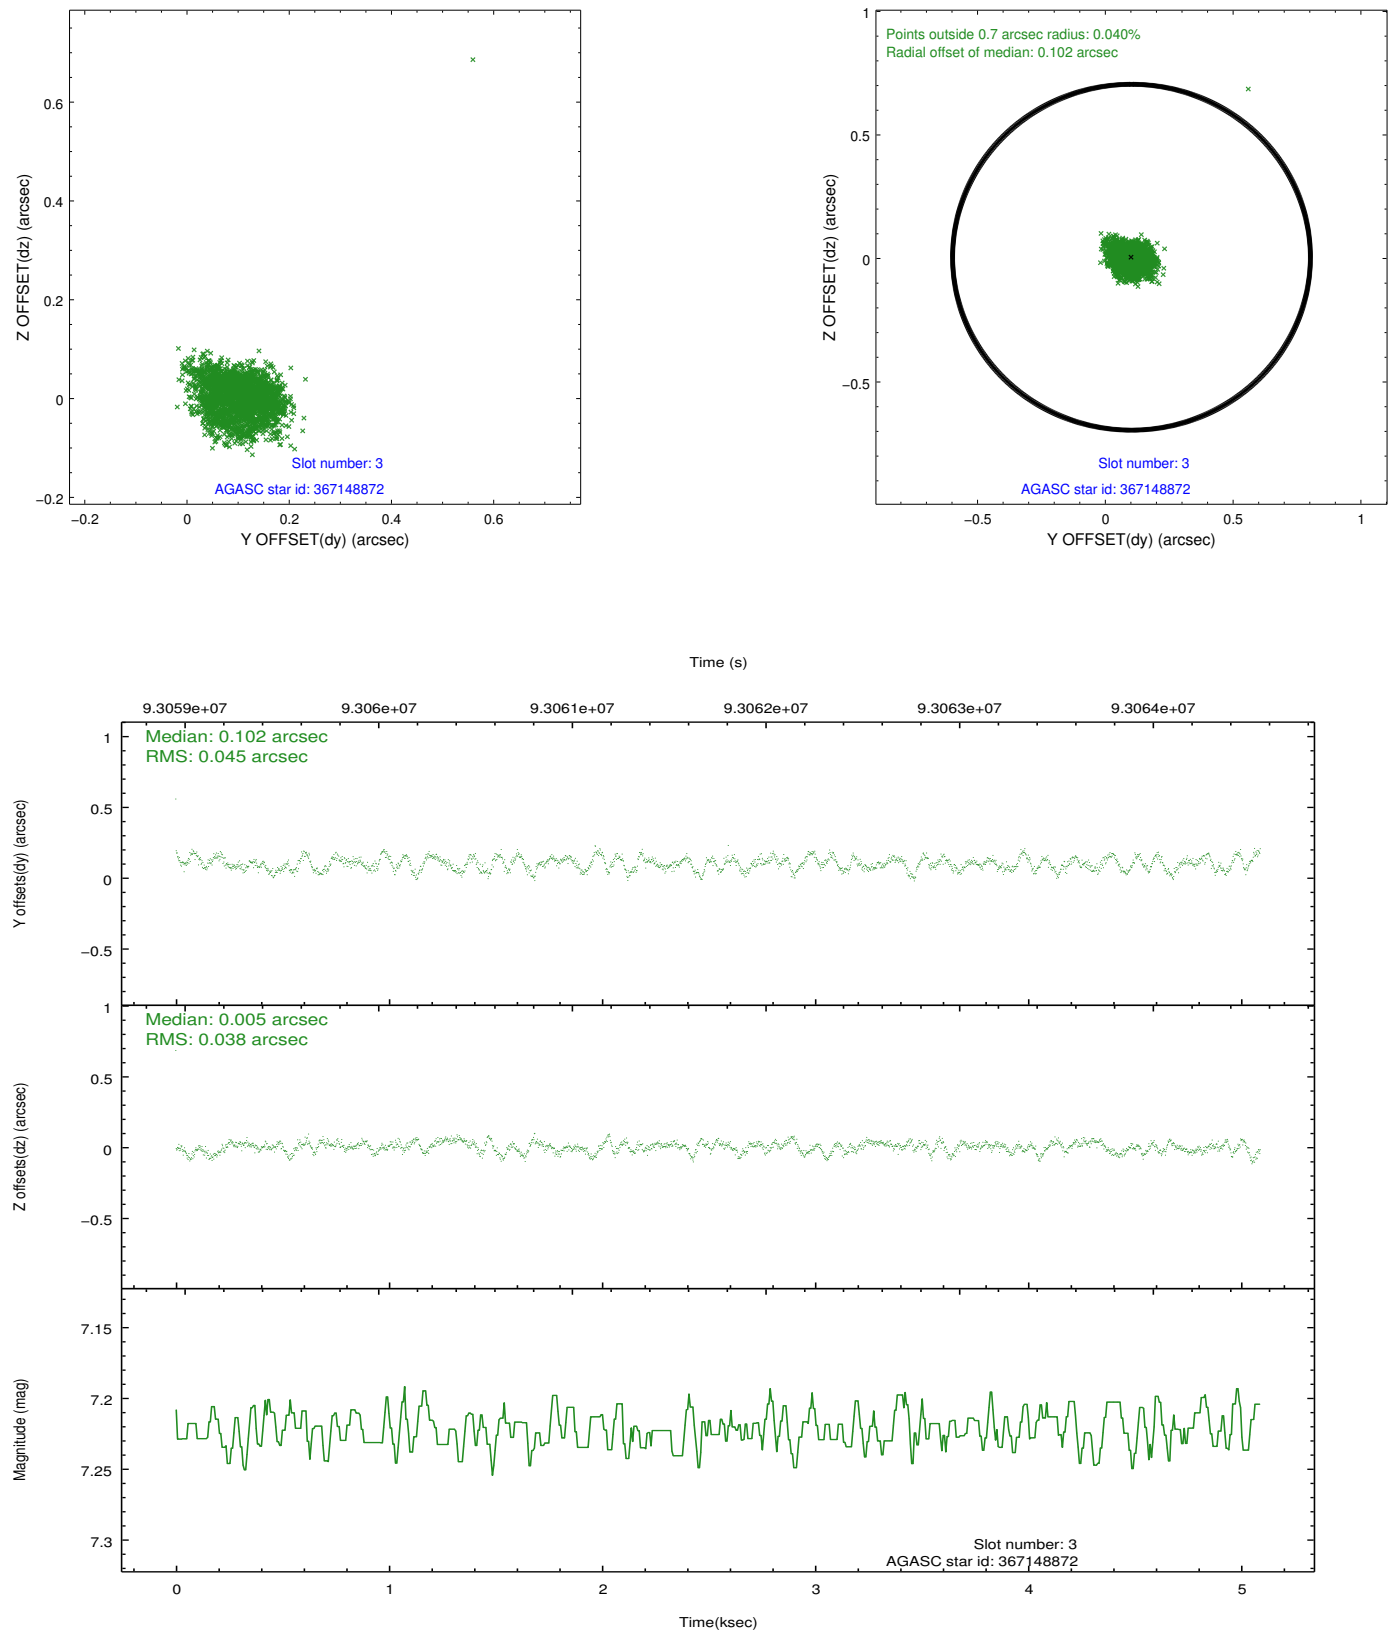 0.6
0.4
0.2
0
−0.2
−0.2
0
0.2
0.4
0.6
Z OFFSET(dz) (arcsec)
Y OFFSET(dy) (arcsec)
Slot number: 3
AGASC star id: 367148872
Points outside 0.7 arcsec radius: 0.040%
Radial offset of median: 0.102 arcsec
1
0.5
0
−0.5
−0.5
0
0.5
1
Z OFFSET(dz) (arcsec)
Y OFFSET(dy) (arcsec)
Slot number: 3
AGASC star id: 367148872
Time (s)
9.3059e+07 9.306e+07 9.3061e+07 9.3062e+07 9.3063e+07 9.3064e+07
Median: 0.102 arcsec
RMS: 0.045 arcsec
1
0.5
0
−0.5
Y offsets(dy) (arcsec)
Median: 0.005 arcsec
RMS: 0.038 arcsec
1
0.5
0
−0.5
Z offsets(dz) (arcsec)
7.15
7.2
7.25
7.3
Magnitude (mag)
Slot number: 3
AGASC star id: 367148872
0 1 2 3 4 5
Time(ksec)